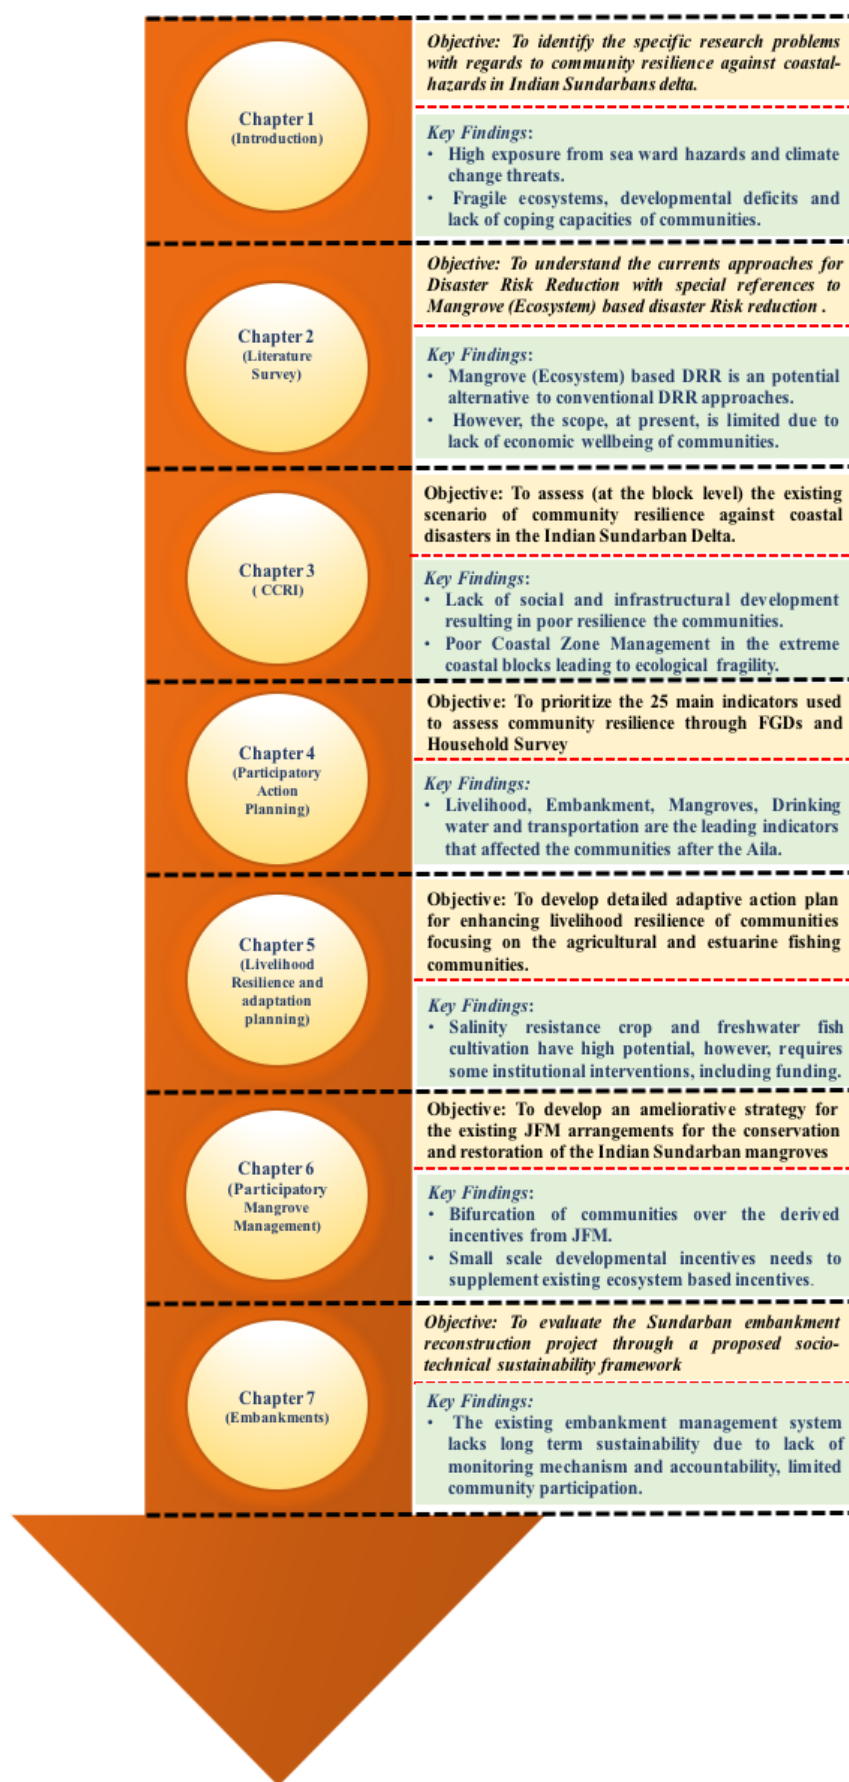 Chapter 1
(Introduction)
Objective: To identify the specific research problems
with regards to community resilience against coastal-
hazards in Indian Sundarbans delta.
Key Findings:
• High exposure from sea ward hazards and climate
change threats.
• Fragile ecosystems, developmental deficits and
lack of coping capacities of communities.
Chapter 2
(Literature
Survey)
Objective: To understand the currents approaches for
Disaster Risk Reduction with special references to
Mangrove (Ecosystem) based disaster Risk reduction .
Key Findings:
• Mangrove (Ecosystem) based DRR is an potential
alternative to conventional DRR approaches.
• However, the scope, at present, is limited due to
lack of economic wellbeing of communities.
Chapter 3
( CCRI)
Objective: To assess (at the block level) the existing
scenario of community resilience against coastal
disasters in the Indian Sundarban Delta.
Key Findings:
• Lack of social and infrastructural development
resulting in poor resilience the communities.
• Poor Coastal Zone Management in the extreme
coastal blocks leading to ecological fragility.
Chapter 4
(Participatory
Action
Planning)
Objective: To prioritize the 25 main indicators used
to assess community resilience through FGDs and
Household Survey
Key Findings:
• Livelihood, Embankment, Mangroves, Drinking
water and transportation are the leading indicators
that affected the communities after the Aila.
Chapter 5
(Livelihood
Resilience and
adaptation
planning)
Objective: To develop detailed adaptive action plan
for enhancing livelihood resilience of communities
focusing on the agricultural and estuarine fishing
communities.
Key Findings:
• Salinity resistance crop and freshwater fish
cultivation have high potential, however, requires
some institutional interventions, including funding.
Chapter 6
(Participatory
Mangrove
Management)
Objective: To develop an ameliorative strategy for
the existing JFM arrangements for the conservation
and restoration of the Indian Sundarban mangroves
Key Findings:
• Bifurcation of communities over the derived
incentives from JFM.
• Small scale developmental incentives needs to
supplement existing ecosystem based incentives.
Chapter 7
(Embankments)
Objective: To evaluate the Sundarban embankment
reconstruction project through a proposed socio-
technical sustainability framework
Key Findings:
• The existing embankment management system
lacks long term sustainability due to lack of
monitoring mechanism and accountability, limited
community participation.